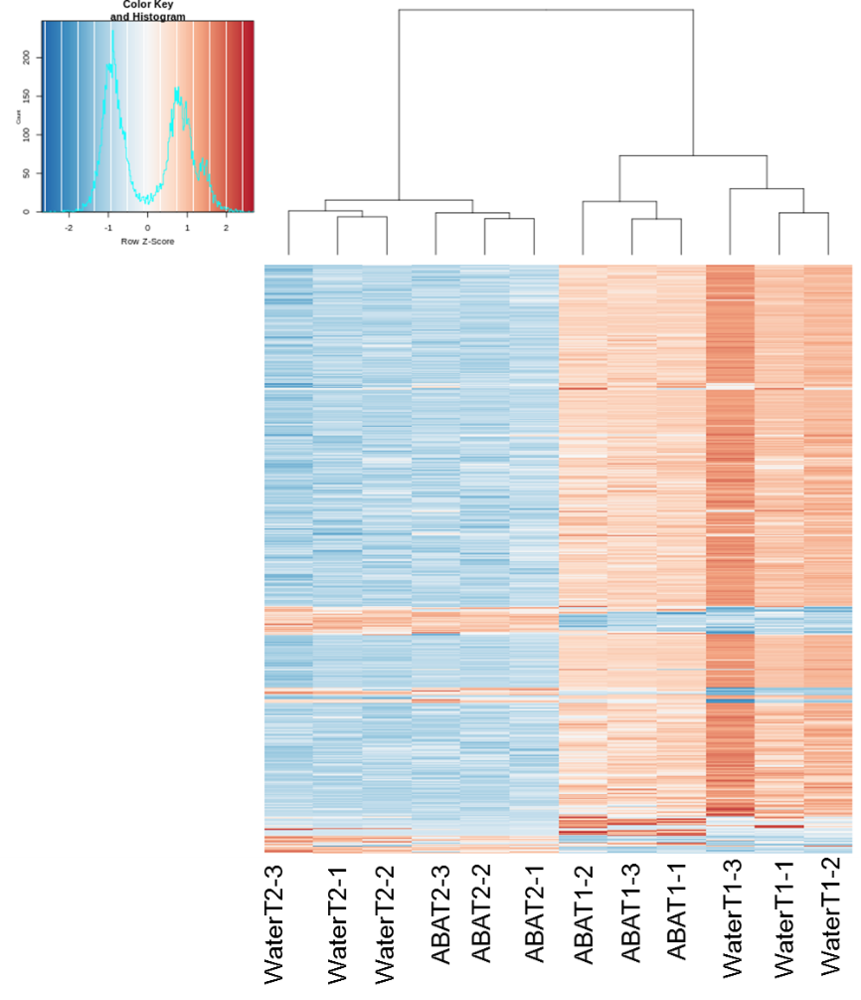 Color Key
and Histogram
Count
0
50
100
150
200
-2
-1
0
1
2
Row Z-Score
WaterT2-3
WaterT2-1
WaterT2-2
ABAT2-3
ABAT2-2
ABAT2-1
ABAT1-2
ABAT1-3
ABAT1-1
WaterT1-3
WaterT1-1
WaterT1-2